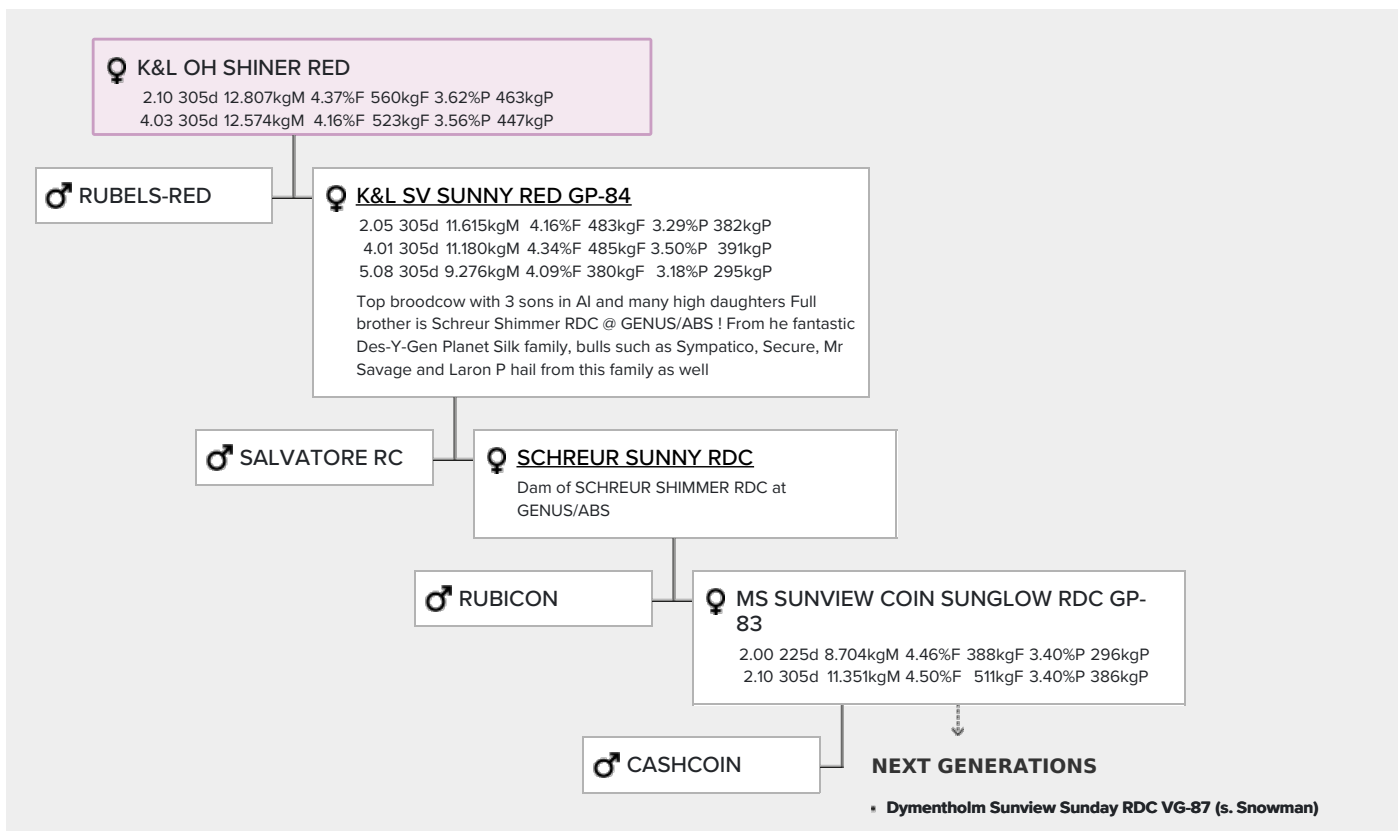 K&L OH SHINER RED
2.10 305d 12.807kgM 4.37%F 560kgF 3.62%P 463kgP
4.03 305d 12.574kgM 4.16%F 523kgF 3.56%P 447kgP
RUBELS-RED
K&L SV SUNNY RED GP-84
2.05 305d 11.615kgM 4.16%F 483kgF 3.29%P 382kgP
4.01 305d 11.180kgM 4.34%F 485kgF 3.50%P 391kgP
5.08 305d 9.276kgM 4.09%F 380kgF 3.18%P 295kgP
Top broodcow with 3 sons in AI and many high daughters Full
brother is Schreur Shimmer RDC @ GENUS/ABS ! From he fantastic
Des-Y-Gen Planet Silk family, bulls such as Sympatico, Secure, Mr
Savage and Laron P hail from this family as well
SALVATORE RC
SCHREUR SUNNY RDC
Dam of SCHREUR SHIMMER RDC at
GENUS/ABS
RUBICON
MS SUNVIEW COIN SUNGLOW RDC GP-
83
2.00 225d 8.704kgM 4.46%F 388kgF 3.40%P 296kgP
2.10 305d 11.351kgM 4.50%F 511kgF 3.40%P 386kgP
CASHCOIN
NEXT GENERATIONS
• Dymentholm Sunview Sunday RDC VG-87 (s. Snowman)